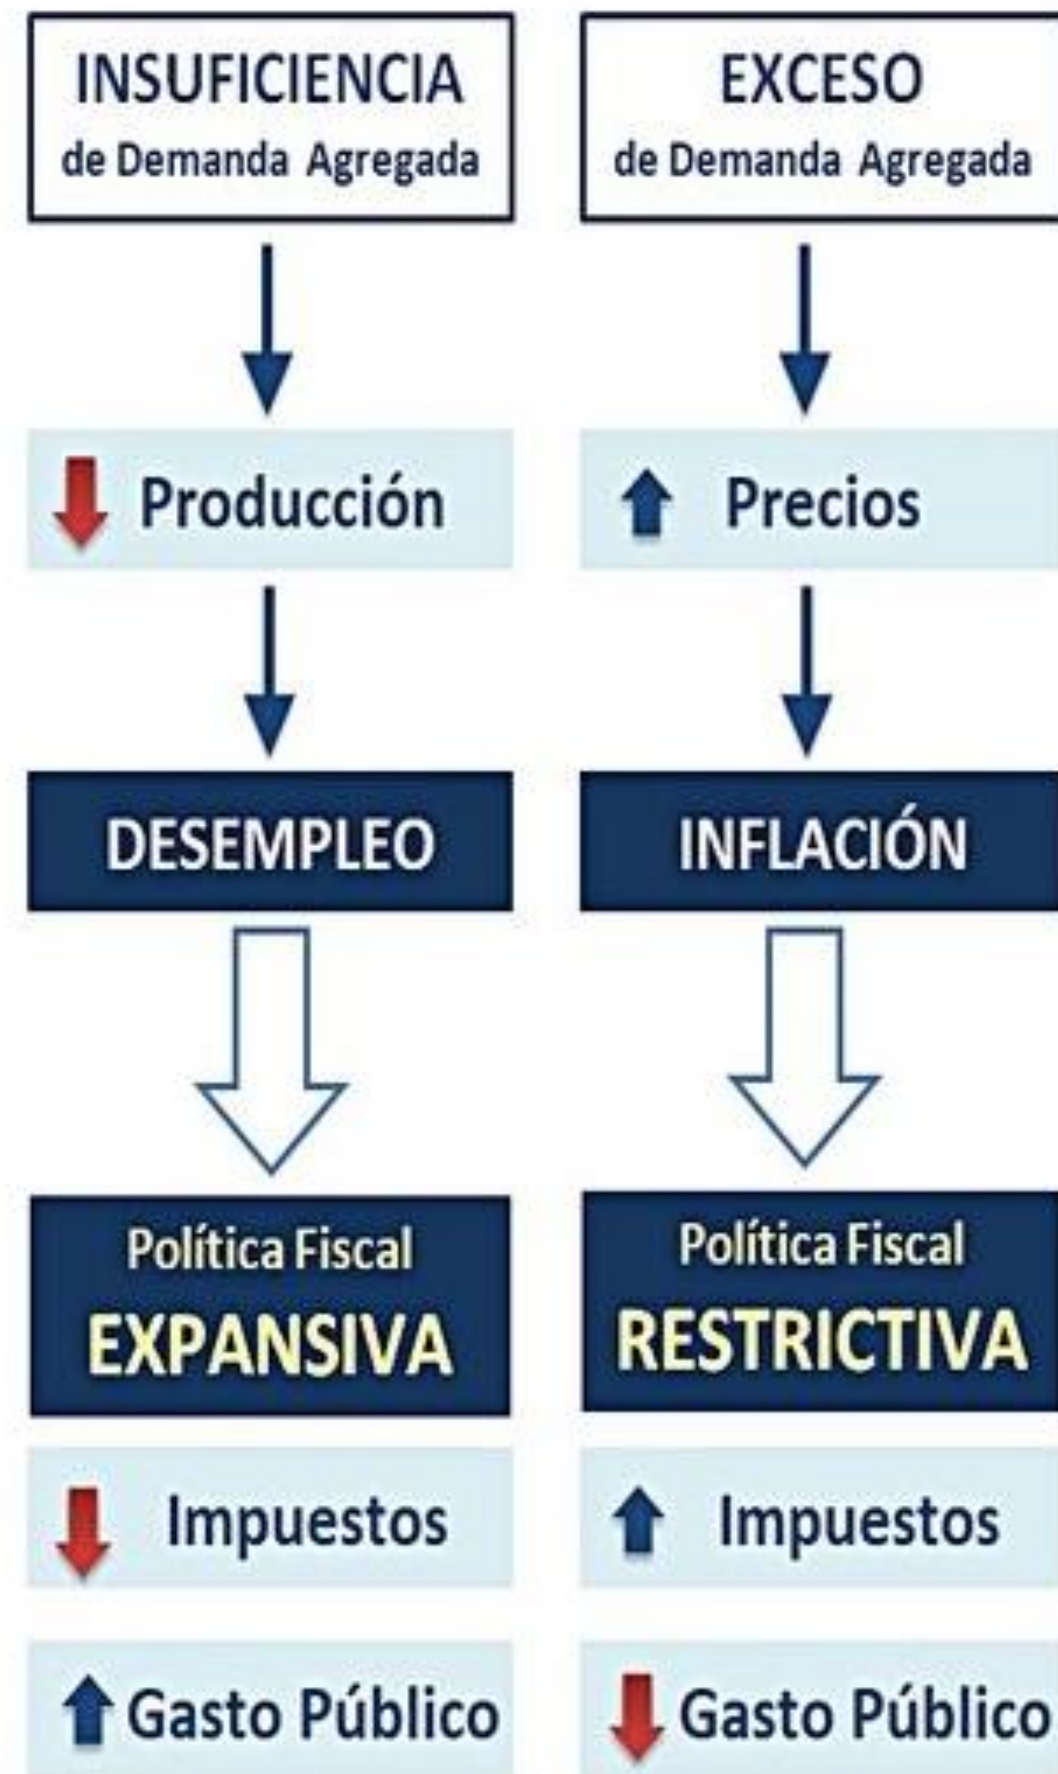 INSUFICIENCIA
de Demanda Agregada
Producción
DESEMPLEO
Política Fiscal
EXPANSIVA
Impuestos
Gasto Público
EXCESO
de Demanda Agregada
Precios
INFLACIÓN
Política Fiscal
RESTRICTIVA
Impuestos
Gasto Público